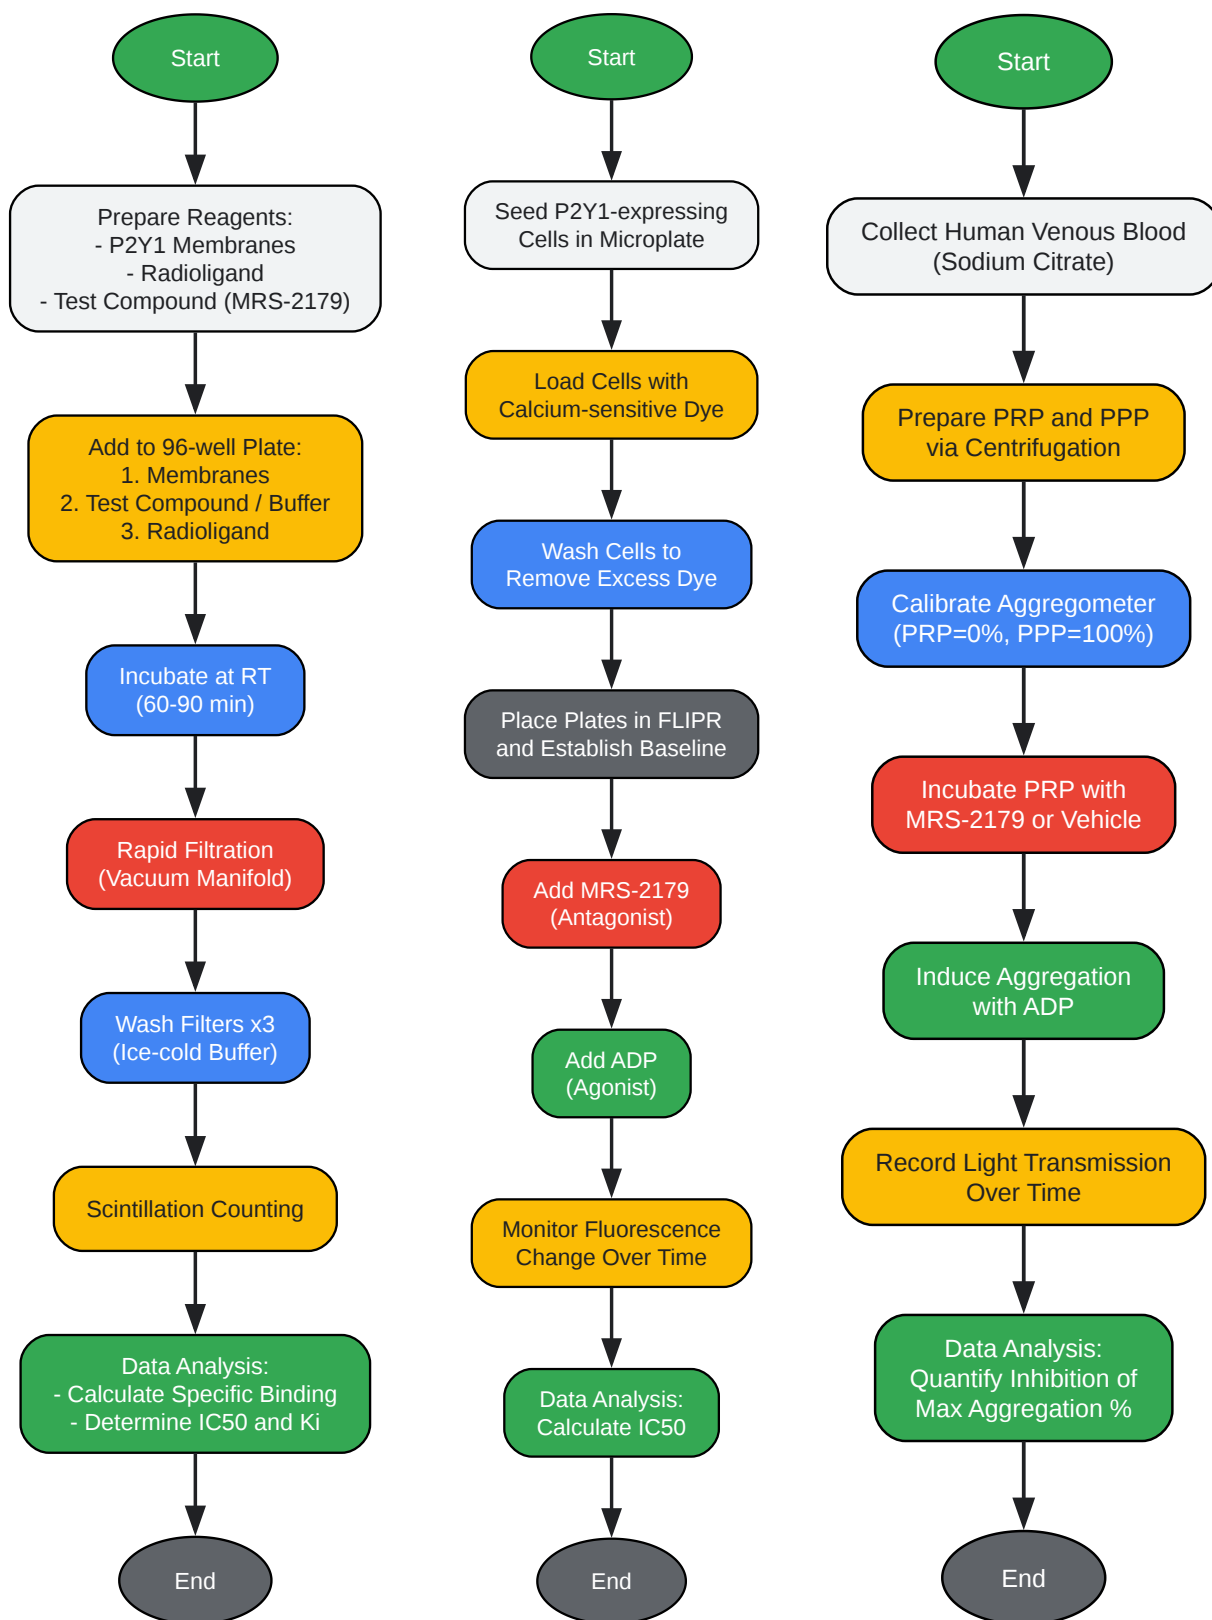 Start
Prepare Reagents:
- P2Y1 Membranes
- Radioligand
- Test Compound (MRS-2179)
Add to 96-well Plate:
1. Membranes
2. Test Compound / Buffer
3. Radioligand
Incubate at RT
(60-90 min)
Rapid Filtration
(Vacuum Manifold)
Wash Filters x3
(Ice-cold Buffer)
Scintillation Counting
Data Analysis:
- Calculate Specific Binding
- Determine IC50 and Ki
End
Start
Seed P2Y1-expressing
Cells in Microplate
Load Cells with
Calcium-sensitive Dye
Wash Cells to
Remove Excess Dye
Place Plates in FLIPR
and Establish Baseline
Add MRS-2179
(Antagonist)
Add ADP
(Agonist)
Monitor Fluorescence
Change Over Time
Data Analysis:
Calculate IC50
End
Start
Collect Human Venous Blood
(Sodium Citrate)
Prepare PRP and PPP
via Centrifugation
Calibrate Aggregometer
(PRP=0%, PPP=100%)
Incubate PRP with
MRS-2179 or Vehicle
Induce Aggregation
with ADP
Record Light Transmission
Over Time
Data Analysis:
Quantify Inhibition of
Max Aggregation %
End